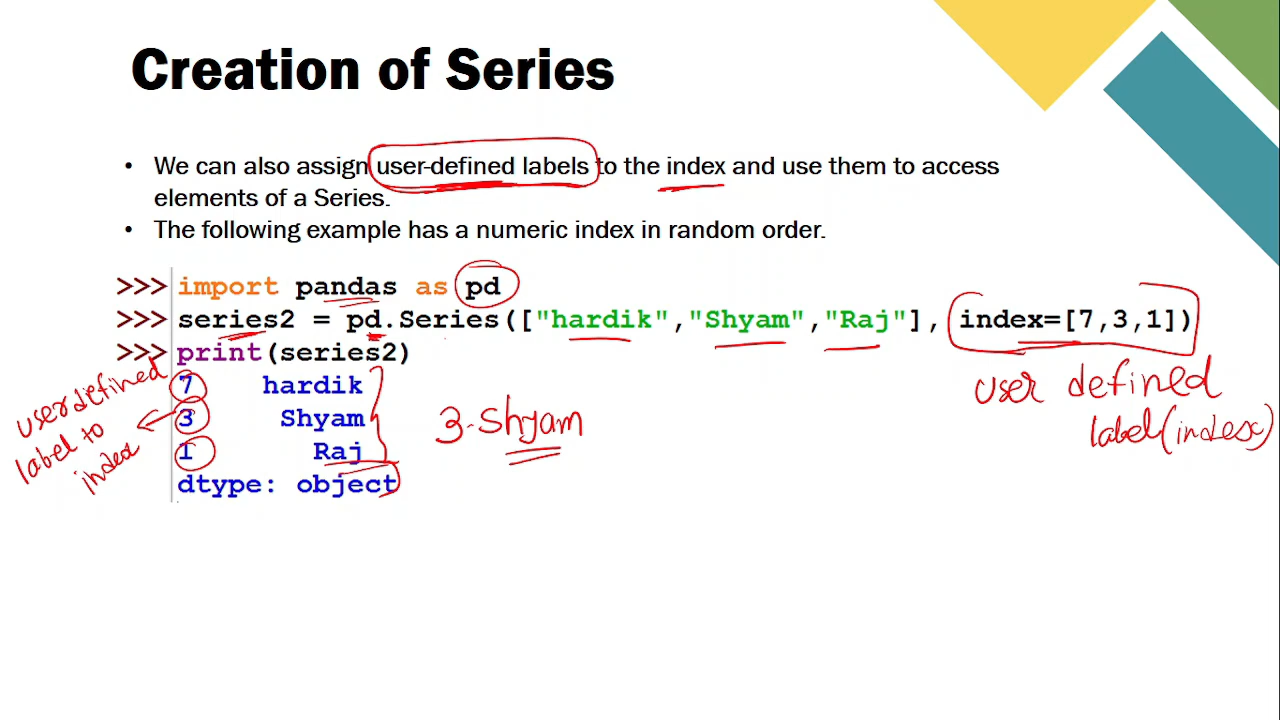 Creation of Series
• We can also assign user-defined labels to the index and use them to access
elements of a Series.
• The following example has a numeric index in random order.
>>> import pandas as pd
>>> series2 = pd.Series(["hardik","Shyam","Raj"], index=[7,3,1])
>>> print(series2)
7 hardik
3 Shyam
1 Raj
dtype: object
user defined
label to
index
3-Shyam
user defined
label(index)